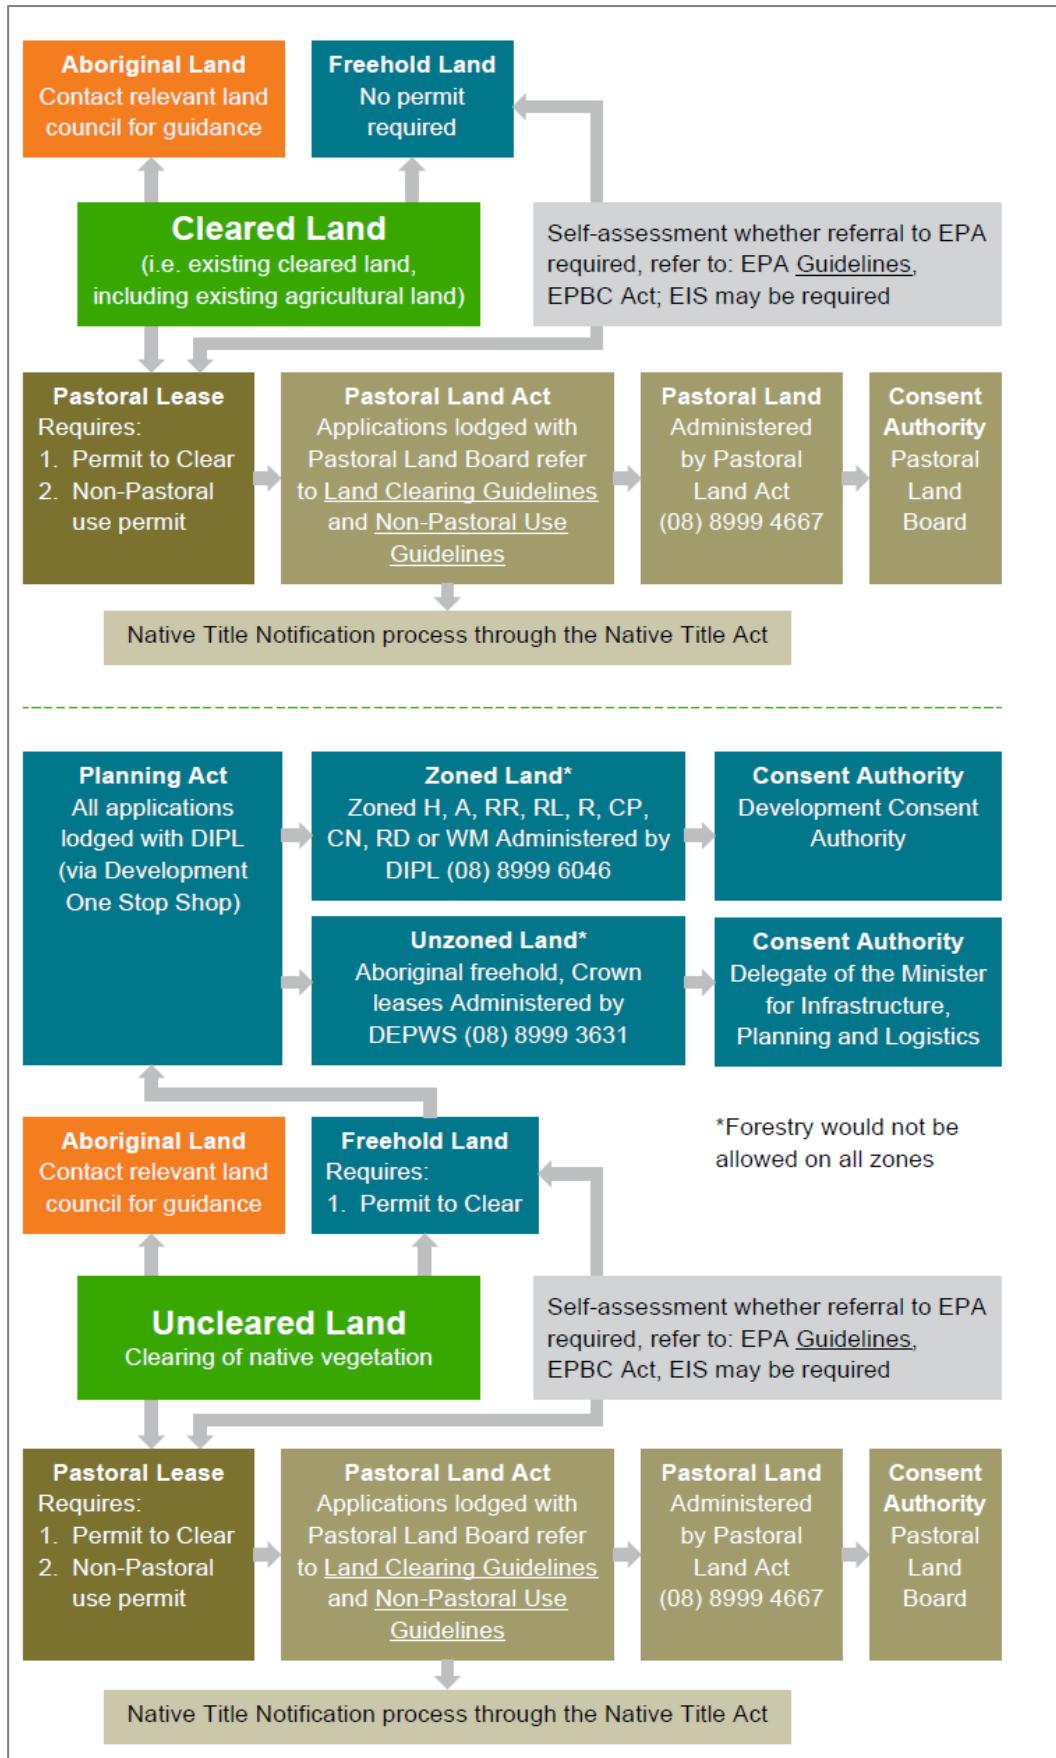 Aboriginal Land
Contact relevant land
council for guidance
Freehold Land
No permit
required
Cleared Land
(i.e. existing cleared land,
including existing agricultural land)
Self-assessment whether referral to EPA
required, refer to: EPA Guidelines,
EPBC Act; EIS may be required
Pastoral Lease
Requires:
1. Permit to Clear
2. Non-Pastoral
use permit
Pastoral Land Act
Applications lodged with
Pastoral Land Board refer
to Land Clearing Guidelines
and Non-Pastoral Use
Guidelines
Pastoral Land
Administered
by Pastoral
Land Act
(08) 8999 4667
Consent
Authority
Pastoral
Land
Board
Native Title Notification process through the Native Title Act
Planning Act
All applications
lodged with DIPL
(via Development
One Stop Shop)
Zoned Land*
Zoned H, A, RR, RL, R, CP,
CN, RD or WM Administered by
DIPL (08) 8999 6046
Consent Authority
Development Consent
Authority
Unzoned Land*
Aboriginal freehold, Crown
leases Administered by
DEPWS (08) 8999 3631
Consent Authority
Delegate of the Minister
for Infrastructure,
Planning and Logistics
Aboriginal Land
Contact relevant land
council for guidance
Freehold Land
Requires:
1. Permit to Clear
*Forestry would not be
allowed on all zones
Uncleared Land
Clearing of native vegetation
Self-assessment whether referral to EPA
required, refer to: EPA Guidelines,
EPBC Act, EIS may be required
Pastoral Lease
Requires:
1. Permit to Clear
2. Non-Pastoral
use permit
Pastoral Land Act
Applications lodged with
Pastoral Land Board refer
to Land Clearing Guidelines
and Non-Pastoral Use
Guidelines
Pastoral Land
Administered
by Pastoral
Land Act
(08) 8999 4667
Consent
Authority
Pastoral
Land
Board
Native Title Notification process through the Native Title Act